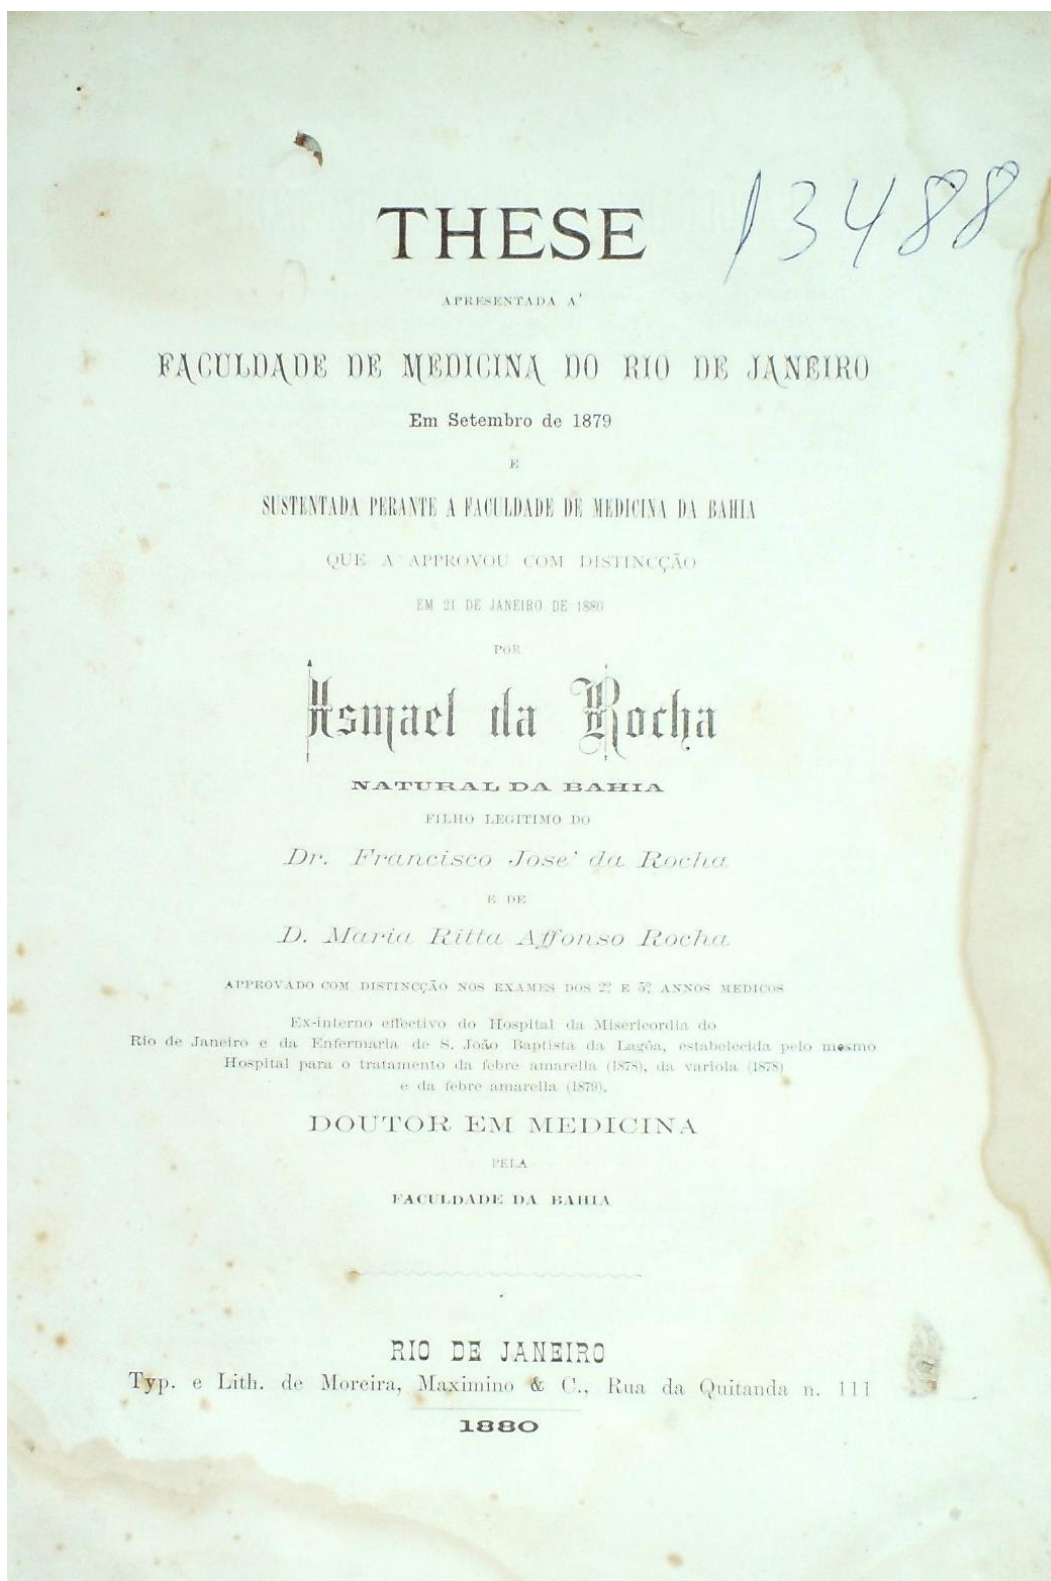 THESE
13488
APRESENTADA A'
FACULDADE DE MEDICINA DO RIO DE JANEIRO
Em Setembro de 1879
E
SUSTENTADA PERANTE A FACULDADE DE MEDICINA DA BAHIA
QUE A APPROVOU COM DISTINCÇÃO
EM 21 DE JANEIRO DE 1880
POR
Ismael da Rocha
NATURAL DA BAHIA
FILHO LEGITIMO DO
Dr. Francisco Jose' da Rocha
E DE
D. Maria Ritta Affonso Rocha
APPROVADO COM DISTINCÇÃO NOS EXAMES DOS 2º E 5º ANNOS MEDICOS
Ex-interno effectivo do Hospital da Misericordia do
Rio de Janeiro e da Enfermaria de S. João Baptista da Lagôa, estabelecida pelo mesmo
Hospital para o tratamento da febre amarella (1878), da variola (1878)
e da febre amarella (1879).
DOUTOR EM MEDICINA
PELA
FACULDADE DA BAHIA
RIO DE JANEIRO
Typ. e Lith. de Moreira, Maximino & C., Rua da Quitanda n. 111
1880